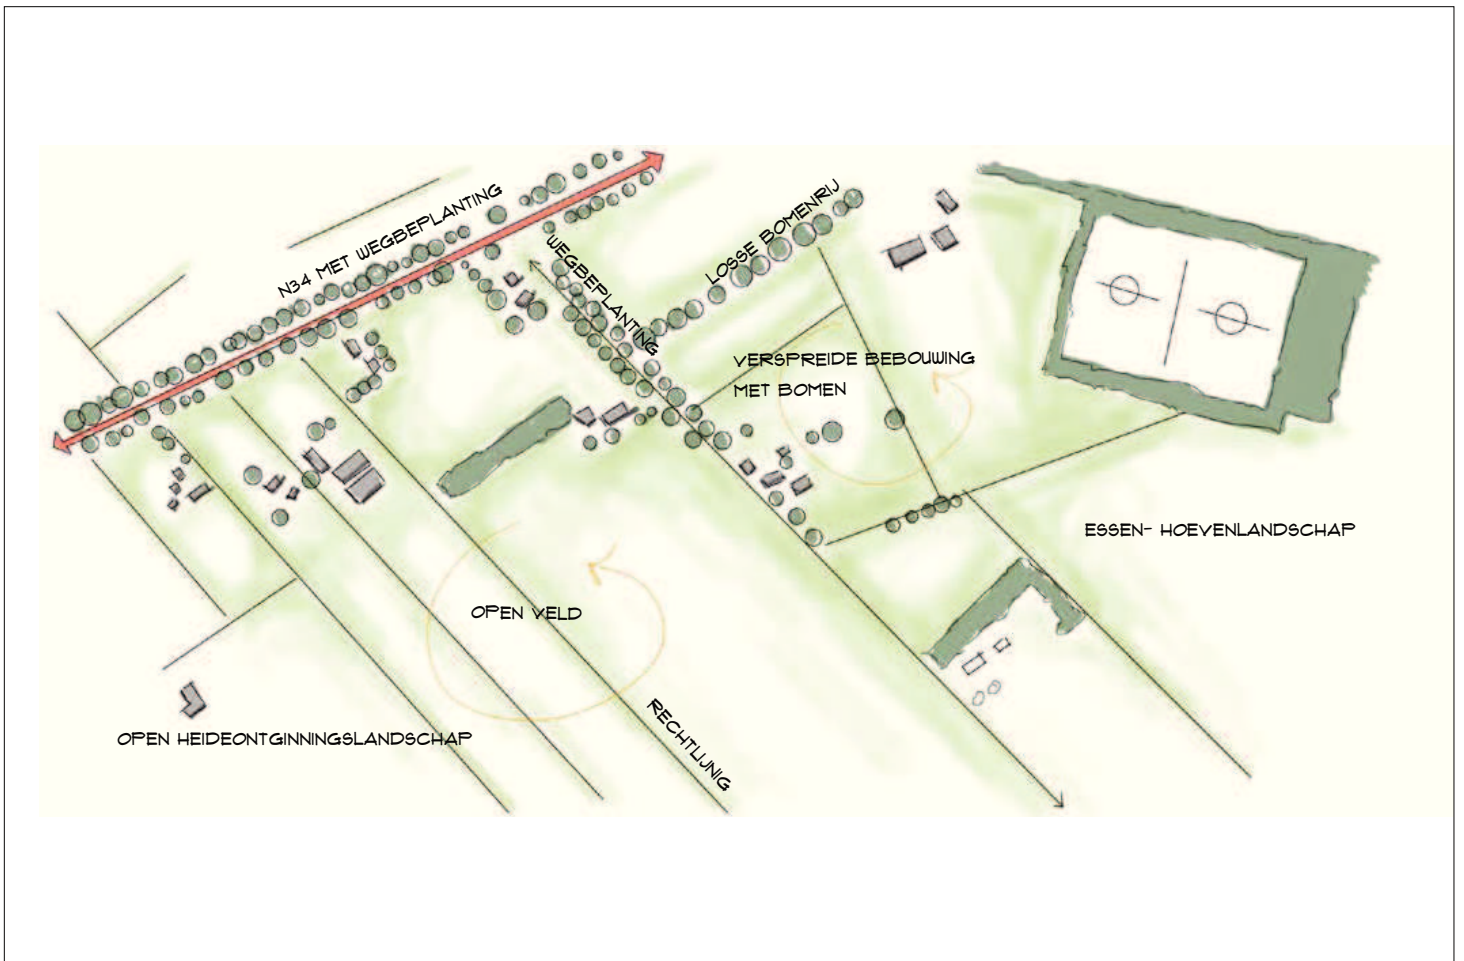 N34 MET WEGBEPLANTING
WEGBEPLANTING
LOSSE BOMENRIJ
VERSPREIDE BEBOUWING
MET BOMEN
ESSEN- HOEVENLANDSCHAP
OPEN VELD
RECHTLIJNIG
OPEN HEIDEONTGINNINGSLANDSCHAP